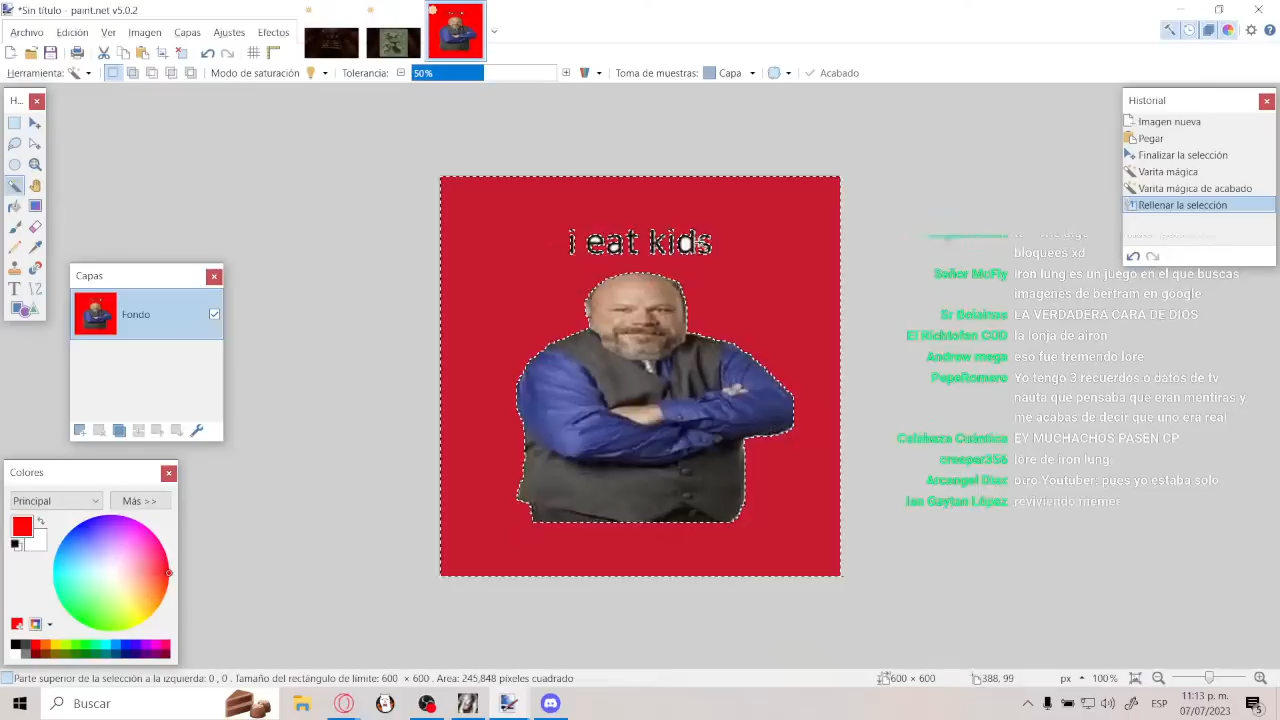 *Sin título - paint.net v5.0.2
Archivo Edición Ver Imagen Capas Ajustes Efectos
Herramienta: Modo de saturación Tolerancia: 50% Toma de muestras: Capa Acabado
H...
Historial
Imagen nueva
Pegar
Finalizar la selección
Varita mágica
Varita mágica de acabado
Rellenar la selección
i eat kids
Capas
Fondo
bloquees xd
Señor McFly iron lung es un juego en el que buscas
imagenes de bertram en google
LA VERDADERA CARA DE DIOS
El Richtofen COD la lonja de airon
Andrew mega eso fue tremendo lore
PepeRomero Yo tengo 3 recuerdos ó datos de tv
nauta que pensaba que eran mentiras y
me acabas de decir que uno era real
Calabaza Cuántica EY MUCHACHOS PASEN CP
creeper356 lore de iron lung
Arcangel Diaz otro Youtuber: pues yo estaba solo
Ian Gaytan López reviviendo memes
Colores
Principal Más >>
Parte superior de la selección a la izquierda: 0 , 0 . Tamaño del rectángulo de límite: 600 × 600 . Área: 245,848 píxeles cuadrado
600 × 600 388, 99 px 100%
Buscar
ESP
11:13 p. m.
07/07/2023
5